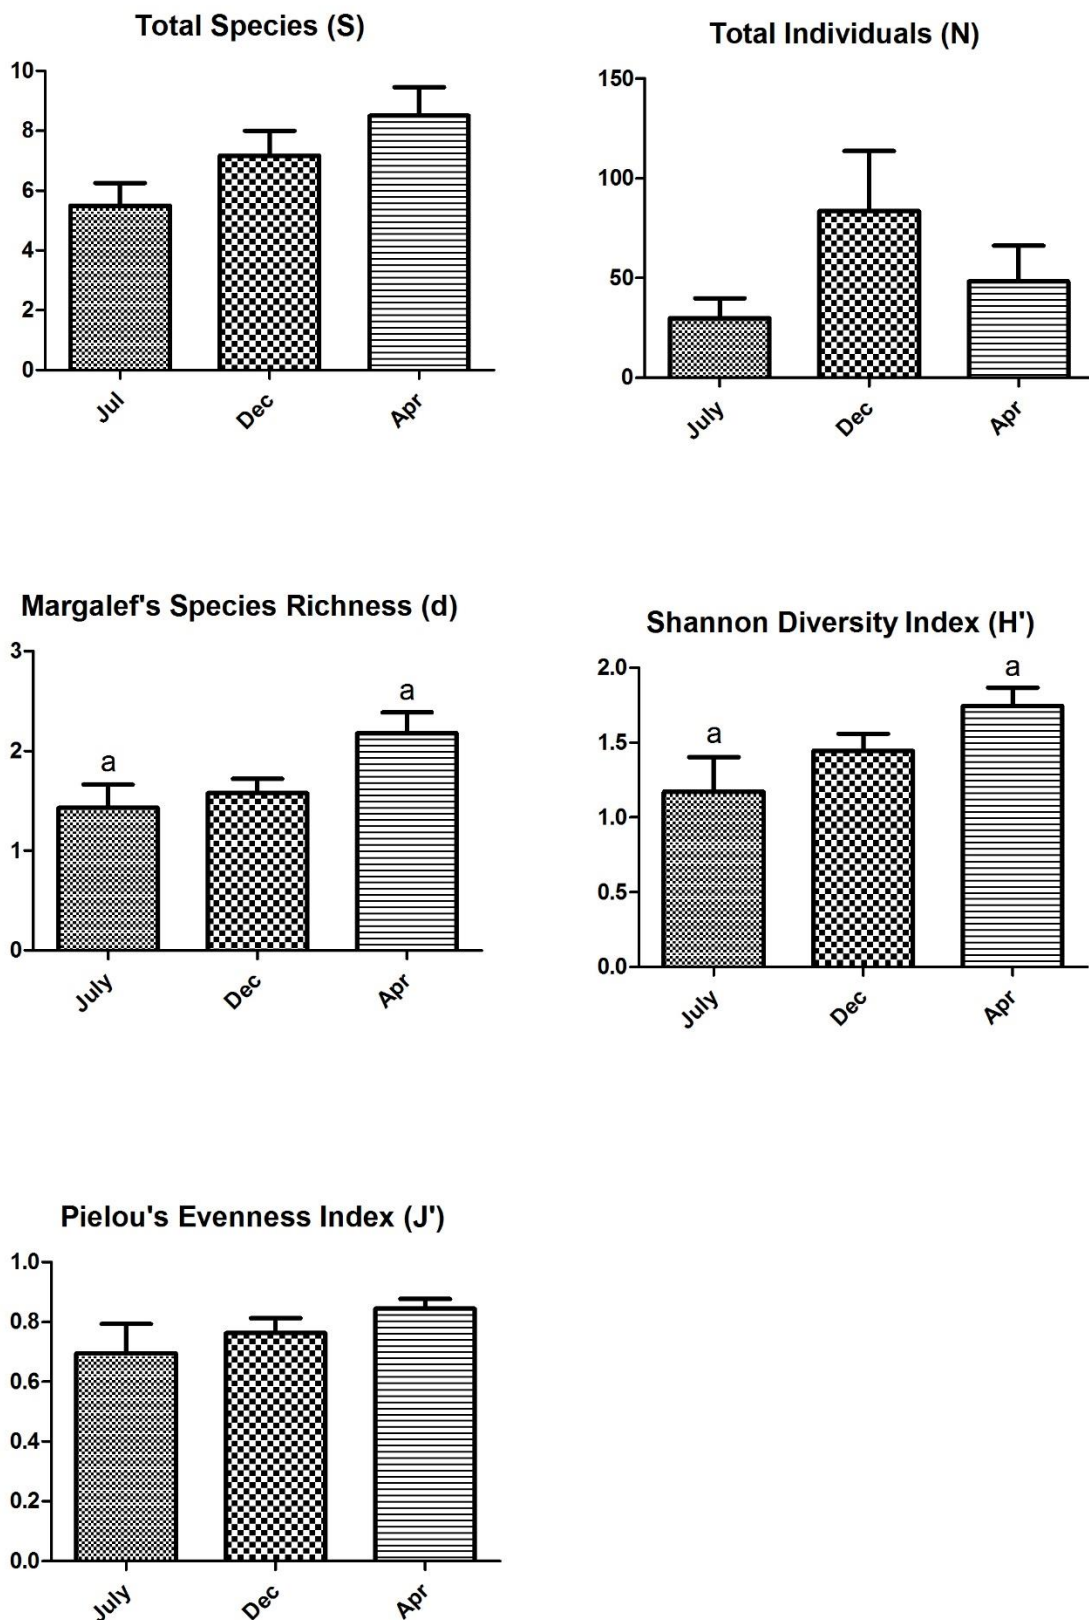 Total Species (S)
10
8
6
4
2
0
Jul
Dec
Apr
Total Individuals (N)
150
100
50
0
July
Dec
Apr
Margael's Species Richness (d)
3
2
1
0
a
a
July
Dec
Apr
Shannon Diversity Index (H')
2.0
1.5
1.0
0.5
0.0
a
a
July
Dec
Apr
Pielou's Evenness Index (J')
1.0
0.8
0.6
0.4
0.2
0.0
July
Dec
Apr